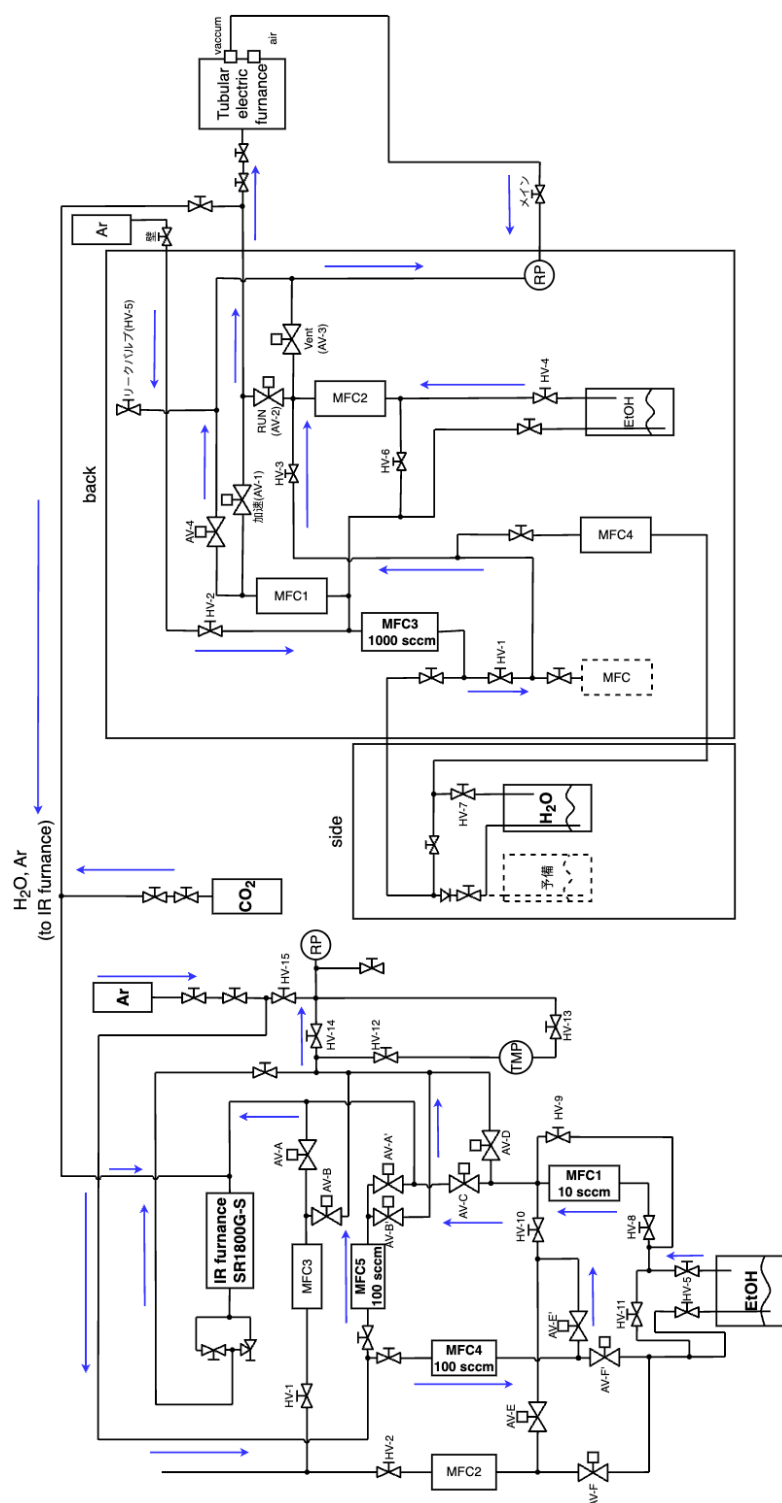 vaccum
air
Tubular
electric
furnance
Ar
壁
メイン
RP
リークバルブ(HV-5)
Vent
(AV-3)
RUN
(AV-2)
MFC2
HV-4
EtOH
HV-3
HV-6
加速(AV-1)
AV-4
back
MFC1
MFC4
HV-2
MFC3
1000 sccm
HV-1
MFC
side
HV-7
H2O
予備
H2O, Ar
(to IR furnance)
CO2
Ar
RP
HV-15
HV-14
HV-12
HV-13
TMP
AV-A
AV-B
AV-A'
AV-B'
AV-C
AV-D
HV-9
IR furnance
SR1800G-S
MFC3
MFC5
100 sccm
HV-10
MFC1
10 sccm
HV-8
HV-5
EtOH
HV-11
HV-1
MFC4
100 sccm
AV-E'
AV-F'
HV-2
MFC2
AV-E
AV-F